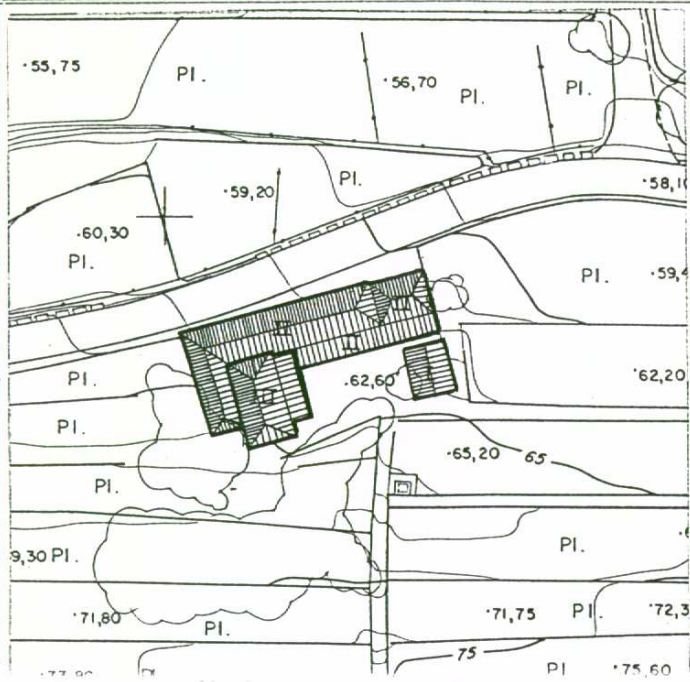 ·55,75 Pl. ·56,70 Pl. Pl.
·59,20 Pl. ·58,10
·60,30
Pl. Pl. ·59,4
Pl. ·62,60 ·62,20
Pl.
·65,20 65
Pl.
9,30 Pl. Pl.
·71,80 Pl. ·71,75 Pl. ·72,3
75
Pl ·75,60